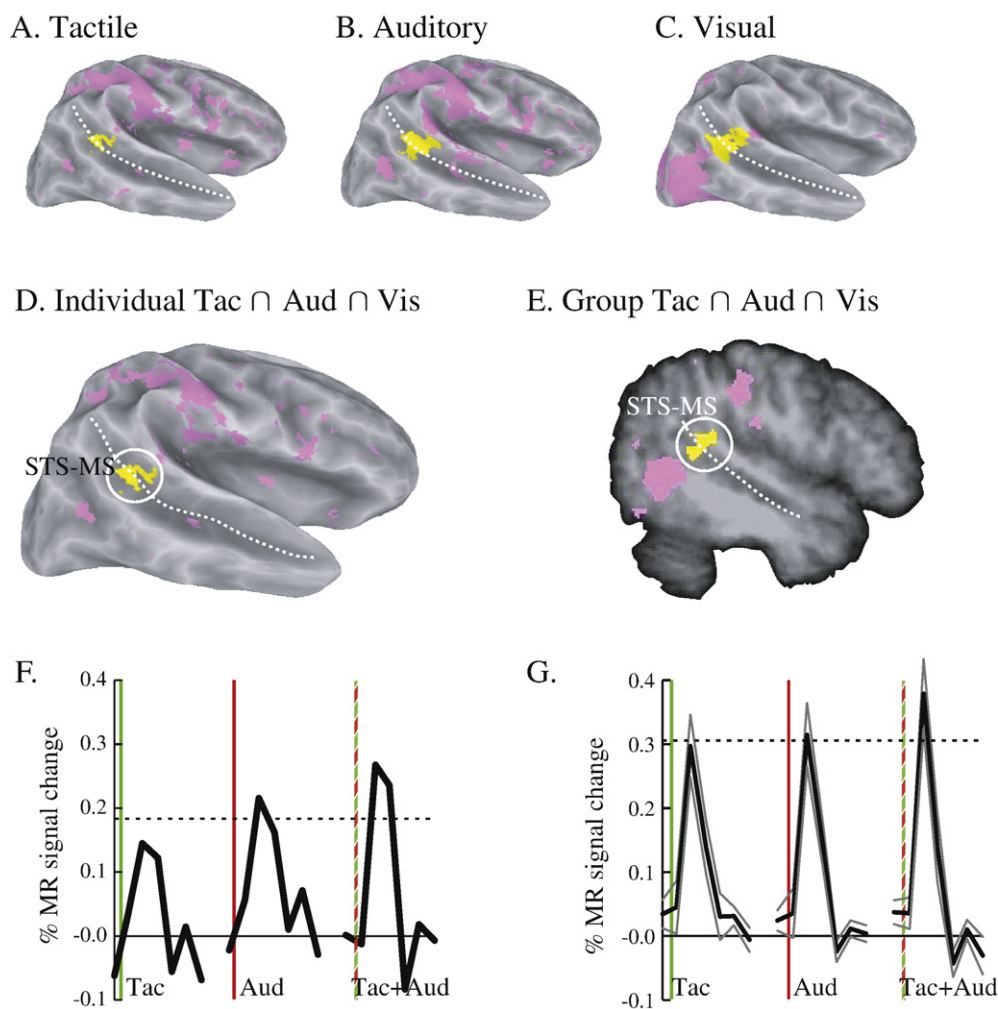 A. Tactile
B. Auditory
C. Visual
D. Individual Tac ∩ Aud ∩ Vis
E. Group Tac ∩ Aud ∩ Vis
STS-MS
STS-MS
F.
G.
% MR signal change
0.4
0.3
0.2
0.1
-0.0
-0.1
Tac
Aud
Tac+Aud
% MR signal change
0.4
0.3
0.2
0.1
-0.0
-0.1
Tac
Aud
Tac+Aud